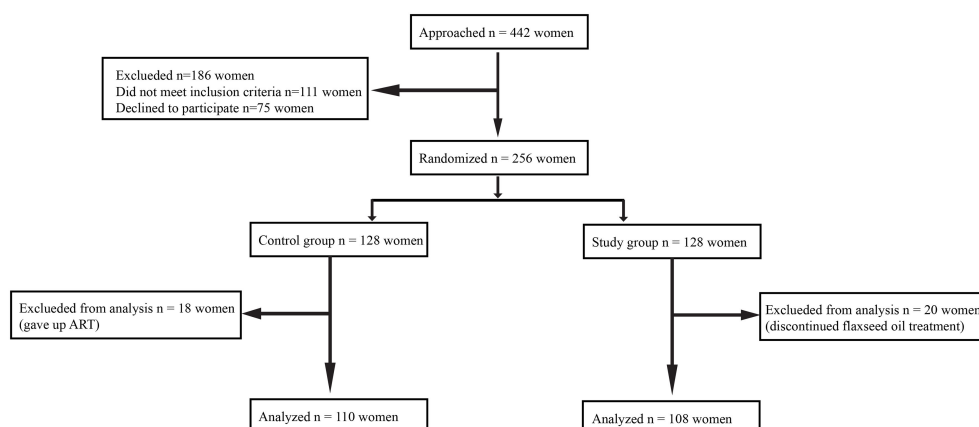 Approached n = 442 women
Exclueded n=186 women
Did not meet inclusion criteria n=111 women
Declined to participate n=75 women
Randomized n = 256 women
Control group n = 128 women
Study group n = 128 women
Exclueded from analysis n = 18 women
(gave up ART)
Exclueded from analysis n = 20 women
(discontinued flaxseed oil treatment)
Analyzed n = 110 women
Analyzed n = 108 women